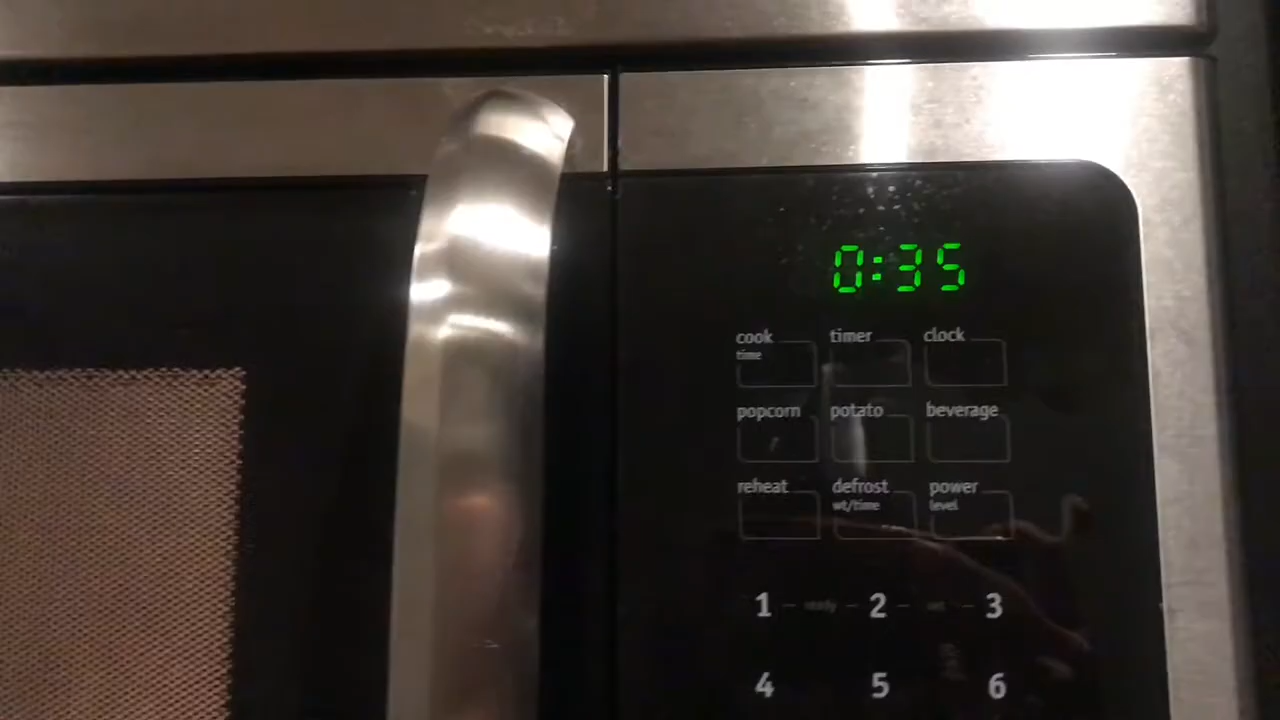 0:35
cook timer clock
time
popcorn potato beverage
reheat defrost power
wt/time level
1 2 3
4 5 6